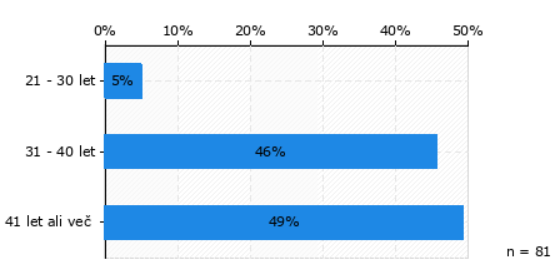 0% 10% 20% 30% 40% 50%
21 - 30 let 5%
31 - 40 let 46%
41 let ali več 49%
n = 81